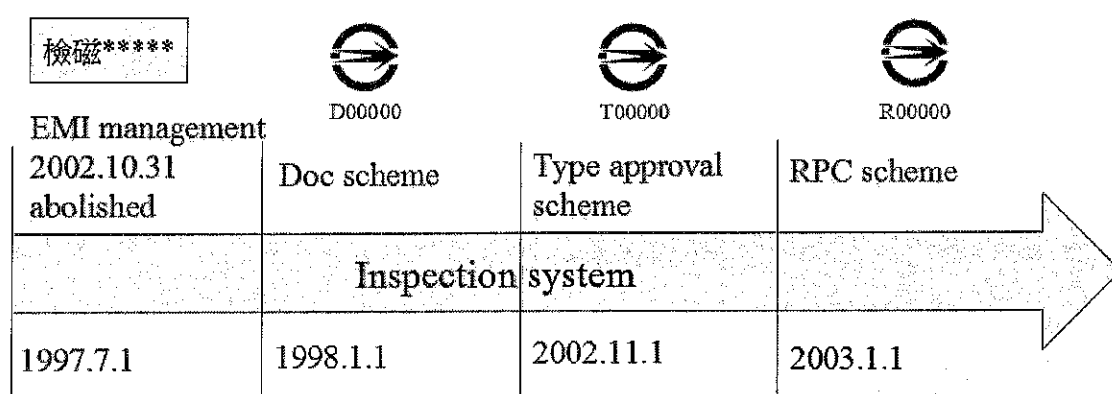 檢磁*****
D00000
T00000
R00000
EMI management
2002.10.31
abolished
Doc scheme
Type approval
scheme
RPC scheme
Inspection system
1997.7.1
1998.1.1
2002.11.1
2003.1.1